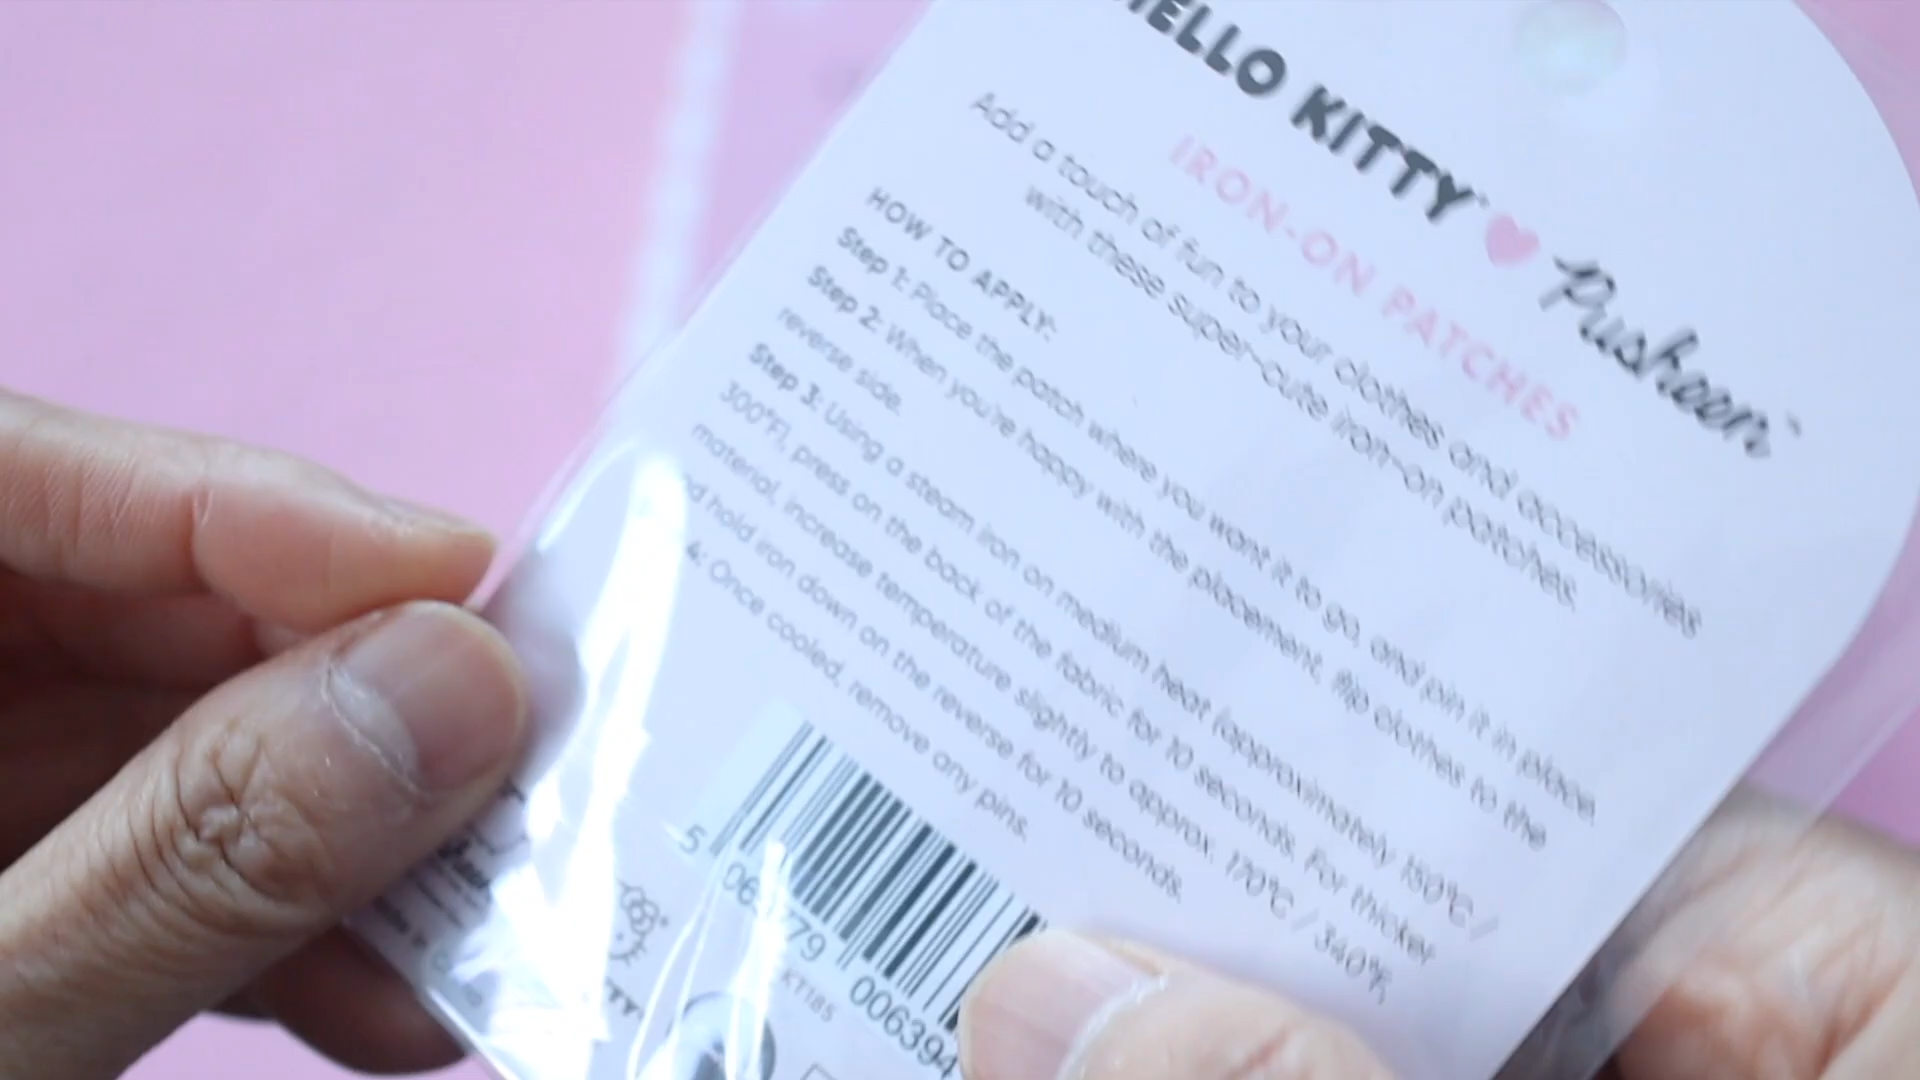 HELLO KITTY Pusheen
IRON-ON PATCHES
Add a touch of fun to your clothes and accessories
with these super-cute iron-on patches.
HOW TO APPLY:
Step 1: Place the patch where you want it to go, and pin it in place.
Step 2: When you're happy with the placement, flip clothes to the
reverse side.
Step 3: Using a steam iron on medium heat (approximately 150°C /
300°F), press on the back of the fabric for 10 seconds. For thicker
material, increase temperature slightly to approx. 170°C / 340°F,
hold iron down on the reverse for 10 seconds.
4: Once cooled, remove any pins.
5
006394
KT185